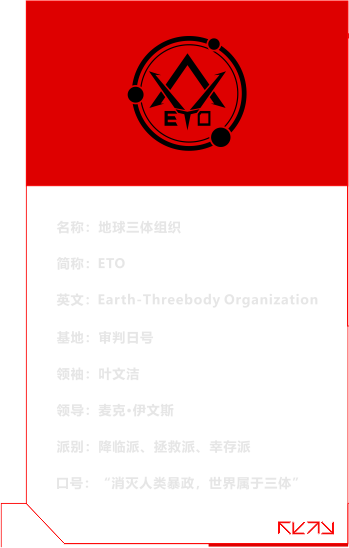 ETO
名称：地球三体组织
简称：ETO
英文：Earth-Threebody Organization
基地：审判日号
领袖：叶文洁
领导：麦克·伊文斯
派别：降临派、拯救派、幸存派
口号：“消灭人类暴政，世界属于三体”